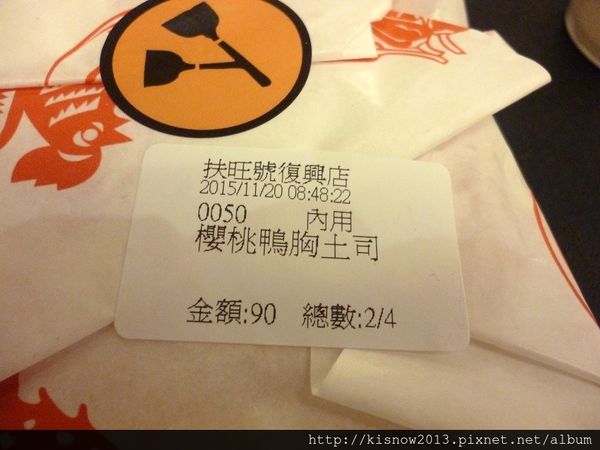 扶旺號復興店
2015/11/20 08:48:22
0050 內用
櫻桃鴨胸土司
金額:90 總數:2/4
http://kisnow2013.pixnet.net/album